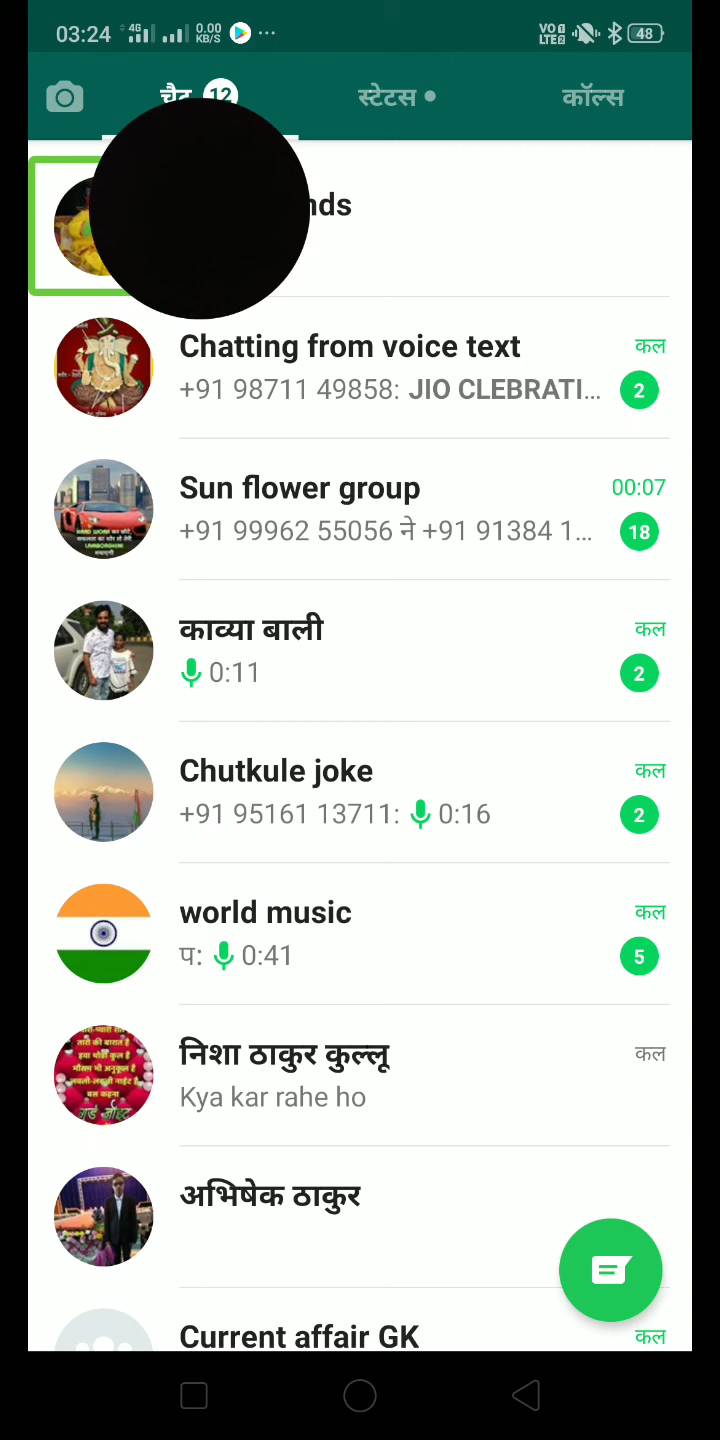 03:24 4G 0.00 KB/S ... VO LTE 48
चैट 12 स्टेटस • कॉल्स
Chatting from voice text कल
+91 98711 49858: JIO CLEBRATI... 2
Sun flower group 00:07
+91 99962 55056 ने +91 91384 1... 18
काव्या बाली कल
0:11 2
Chutkule joke कल
+91 95161 13711: 0:16 2
world music कल
प: 0:41 5
निशा ठाकुर कुल्लू कल
Kya kar rahe ho
अभिषेक ठाकुर
Current affair GK कल